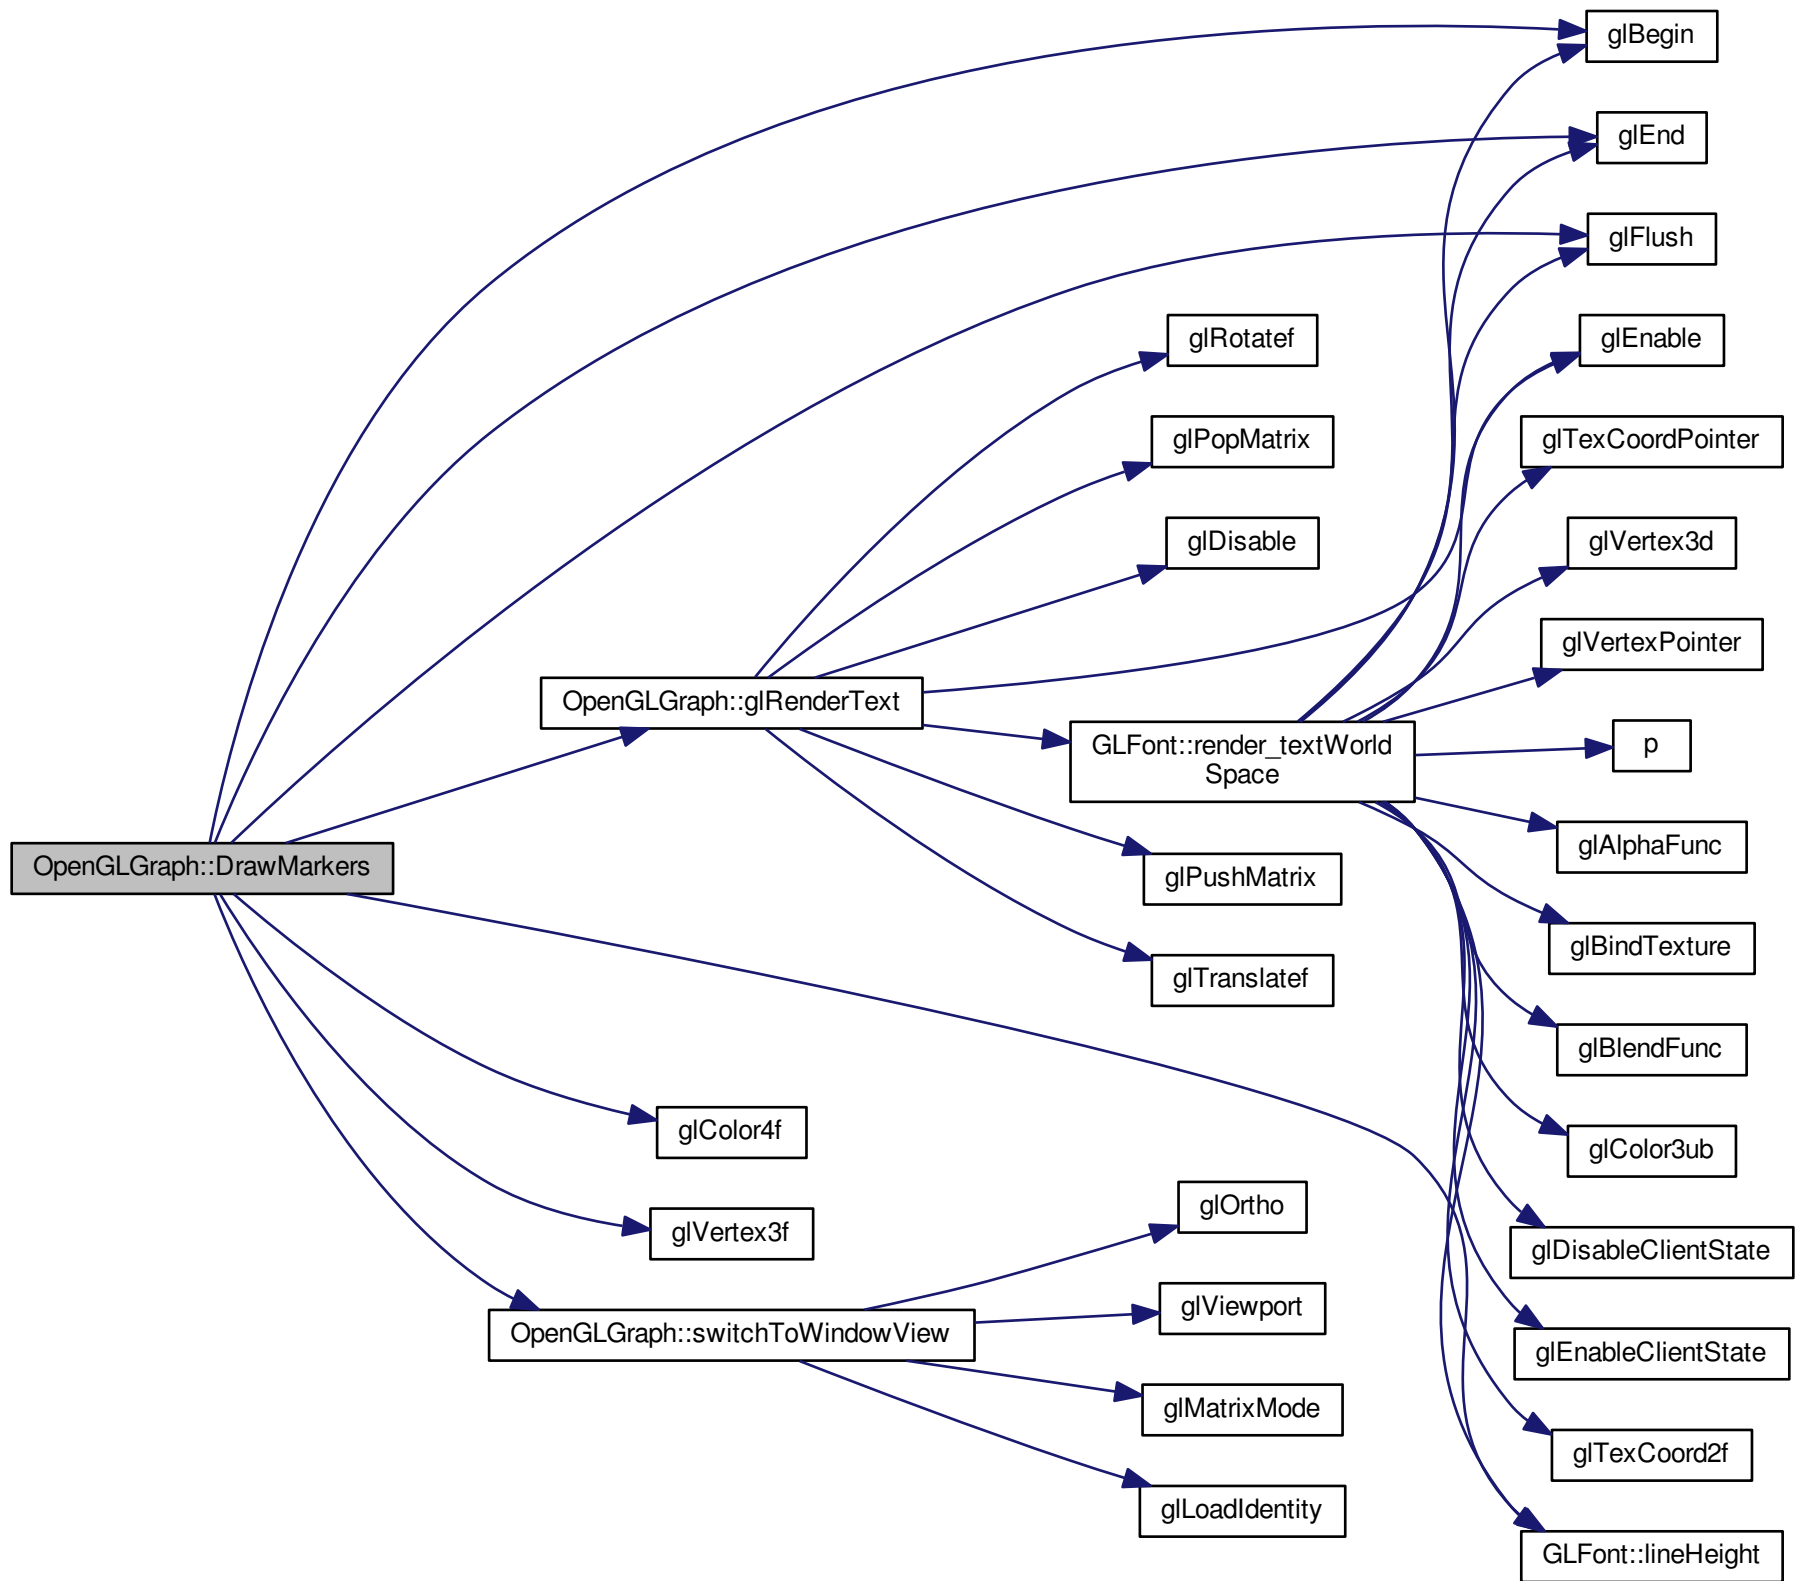 glBegin
glEnd
glFlush
glRotatef
glEnable
glPopMatrix
glTexCoordPointer
glDisable
glVertex3d
glVertexPointer
OpenGLGraph::glRenderText
GLFont::render_textWorld
Space
p
glAlphaFunc
OpenGLGraph::DrawMarkers
glPushMatrix
glBindTexture
glTranslatef
glBlendFunc
glColor4f
glColor3ub
glOrtho
glVertex3f
glDisableClientState
glViewport
OpenGLGraph::switchToWindowView
glEnableClientState
glMatrixMode
glTexCoord2f
glLoadIdentity
GLFont::lineHeight